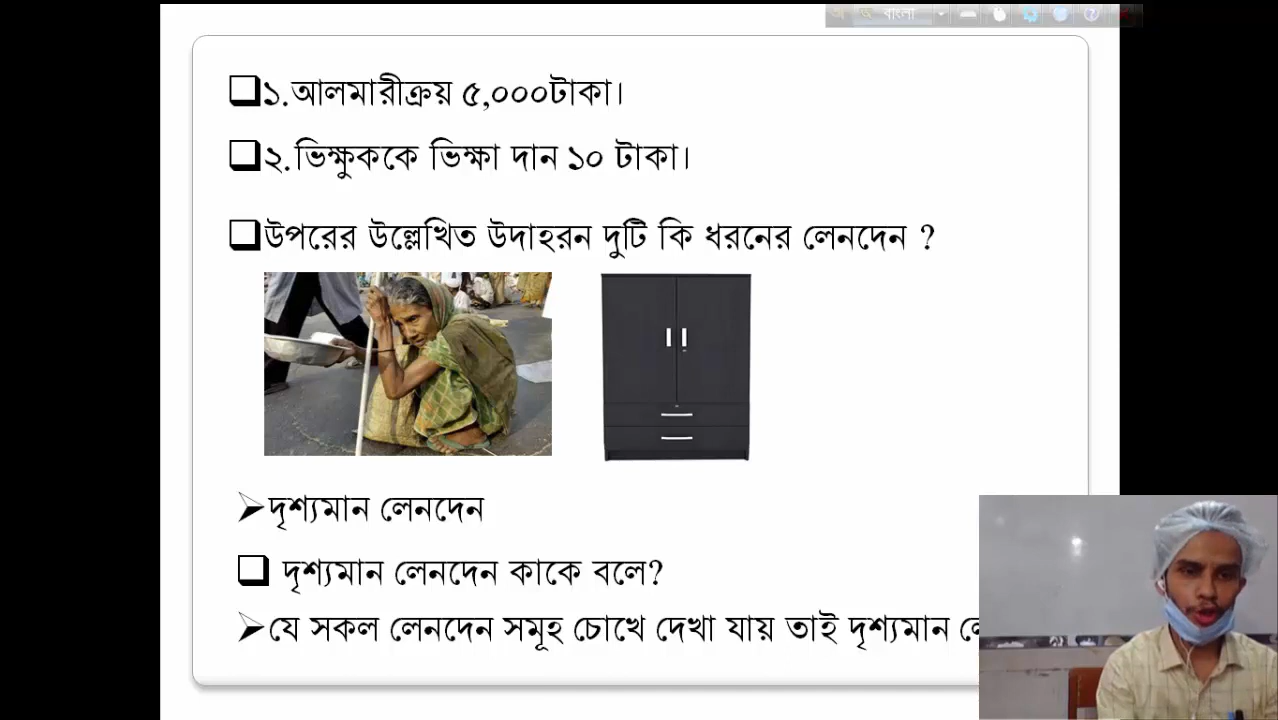 বাংলা
❑১.আলমারীক্রয় ৫,০০০টাকা।
❑২.ভিক্ষুককে ভিক্ষা দান ১০ টাকা।
❑উপরের উল্লেখিত উদাহরন দুটি কি ধরনের লেনদেন ?
➢দৃশ্যমান লেনদেন
❑ দৃশ্যমান লেনদেন কাকে বলে?
➢যে সকল লেনদেন সমূহ চোখে দেখা যায় তাই দৃশ্যমান